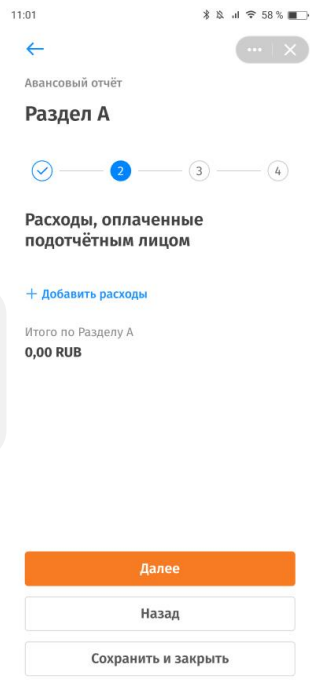 11:01
58 %
Авансовый отчёт
Раздел А
2
3
4
Расходы, оплаченные
подотчётным лицом
+ Добавить расходы
Итого по Разделу А
0,00 RUB
Далее
Назад
Сохранить и закрыть